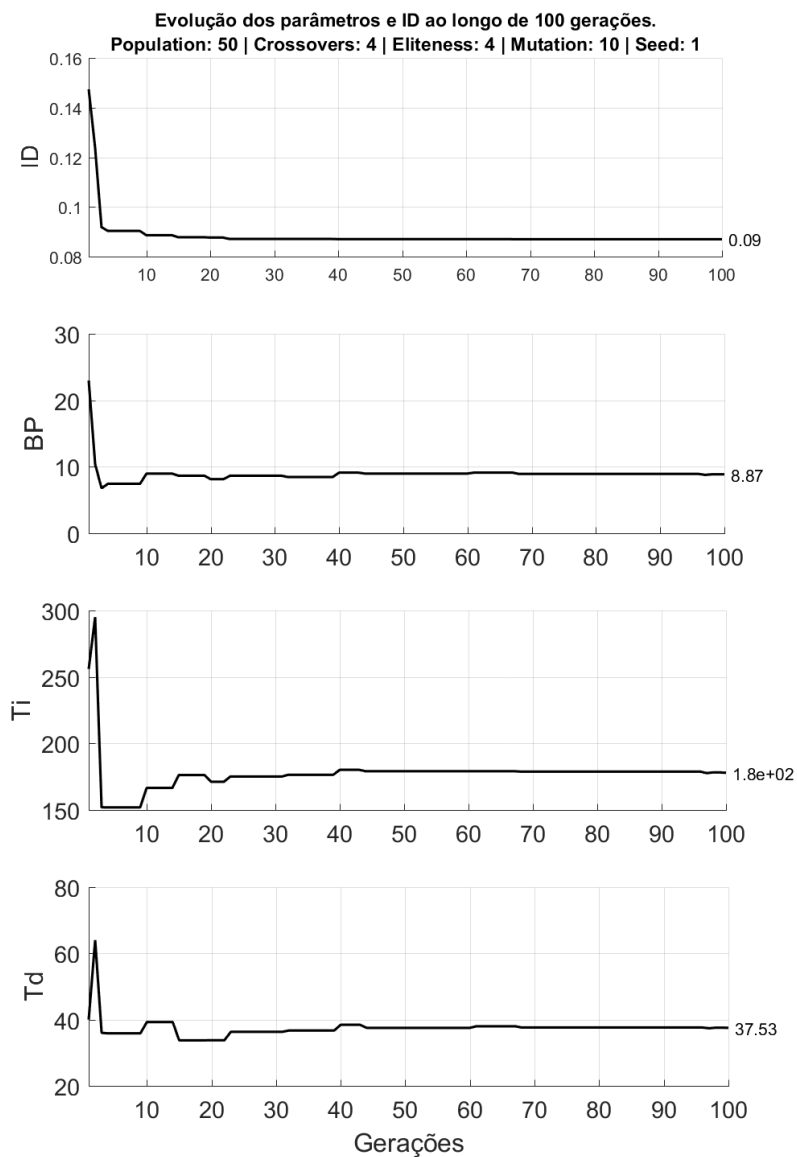 Evolução dos parâmetros e ID ao longo de 100 gerações.
Population: 50 | Crossovers: 4 | Eliteness: 4 | Mutation: 10 | Seed: 1
ID
0.16
0.14
0.12
0.1
0.08
10 20 30 40 50 60 70 80 90 100
0.09
BP
30
20
10
0
10 20 30 40 50 60 70 80 90 100
8.87
Ti
300
250
200
150
10 20 30 40 50 60 70 80 90 100
1.8e+02
Td
80
60
40
20
10 20 30 40 50 60 70 80 90 100
37.53
Gerações